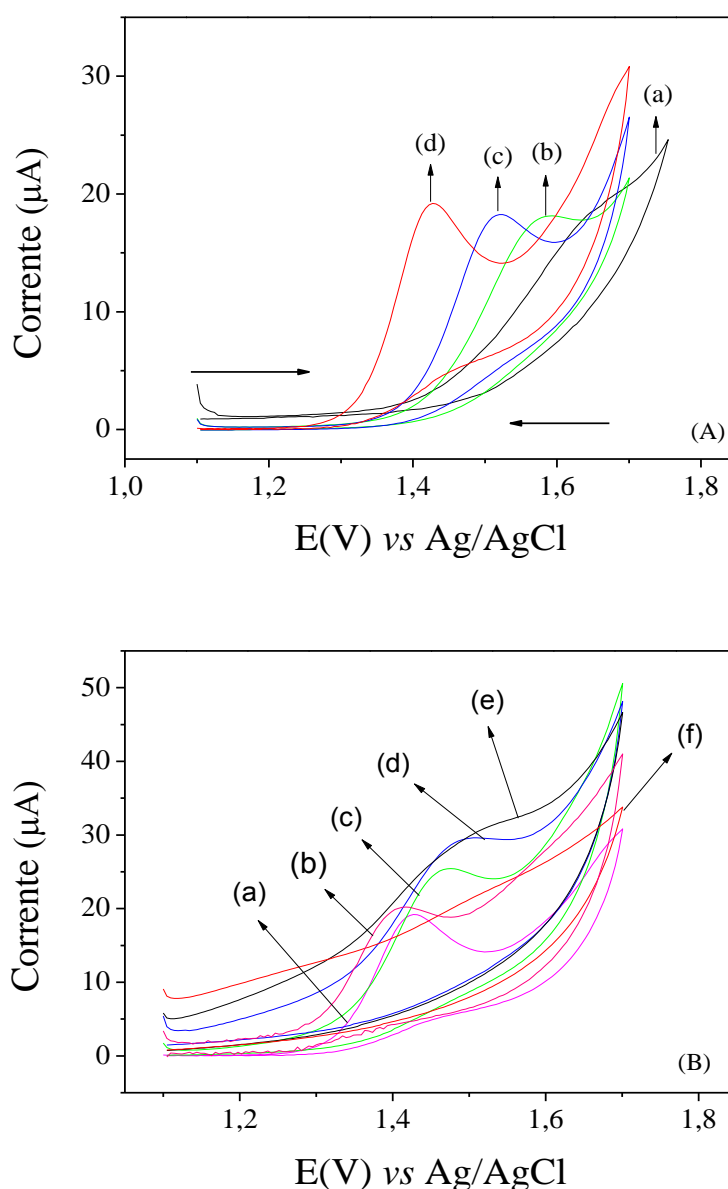 30
20
10
0
Corrente (µA)
(a)
(b)
(c)
(d)
(A)
1,0
1,2
1,4
1,6
1,8
E(V) vs Ag/AgCl
50
40
30
20
10
0
Corrente (µA)
(e)
(f)
(d)
(c)
(b)
(a)
(B)
1,2
1,4
1,6
1,8
E(V) vs Ag/AgCl